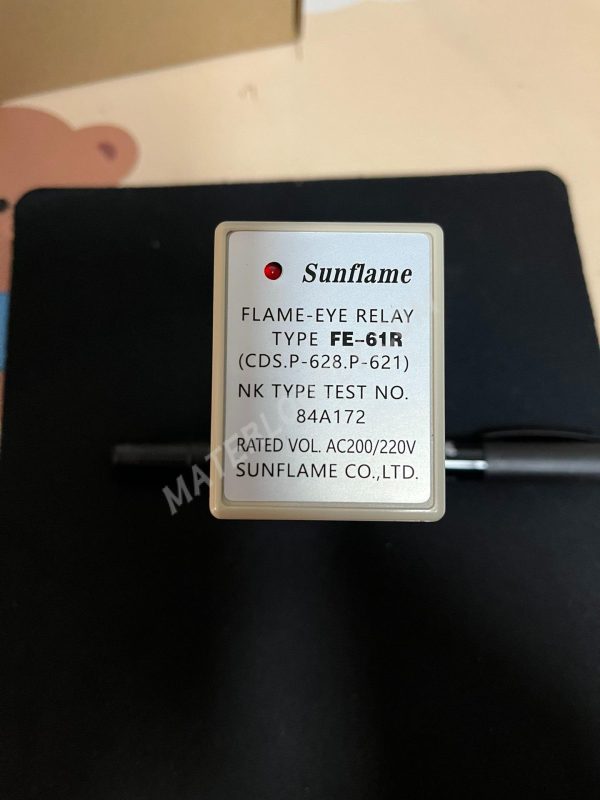 Sunflame
FLAME-EYE RELAY
TYPE FE-61R
(CDS.P-628.P-621)
NK TYPE TEST NO.
84A172
RATED VOL. AC200/220V
SUNFLAME CO.,LTD.